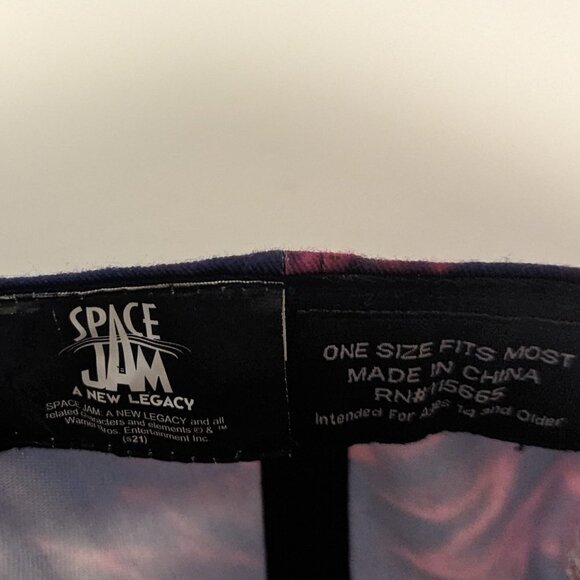 SPACE
JAM
A NEW LEGACY
SPACE JAM: A NEW LEGACY and all
related characters and elements © & ™
Warner Bros. Entertainment Inc.
(s21)
ONE SIZE FITS MOST
MADE IN CHINA
RN#115665
Intended For Ages 14 and Older